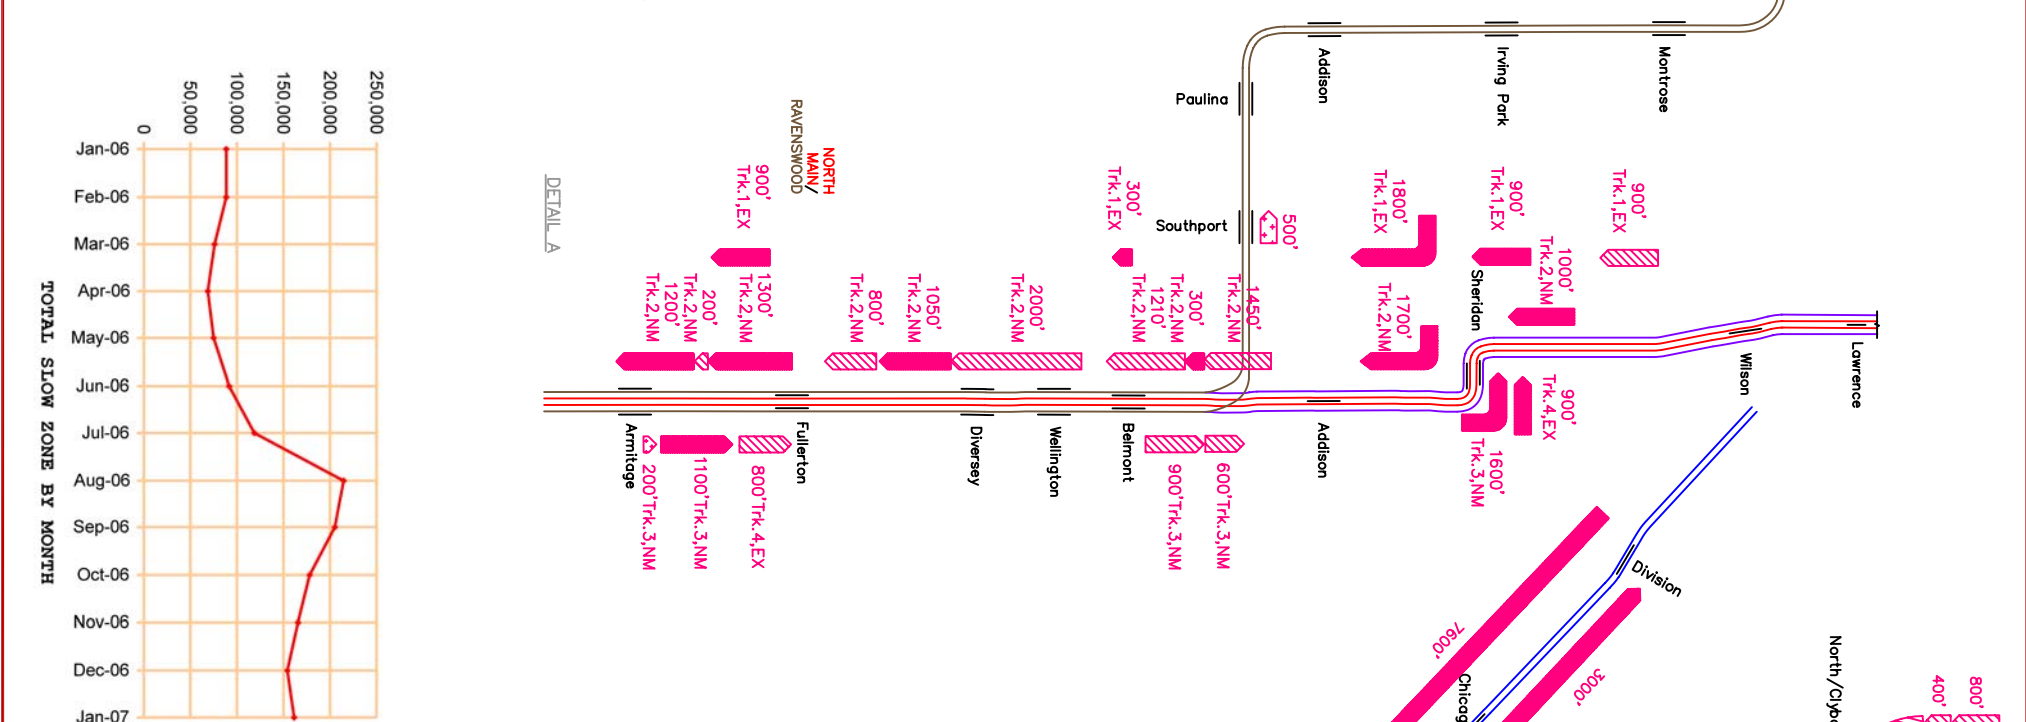 250,000
200,000
150,000
100,000
50,000
0
Jan-06
Feb-06
Mar-06
Apr-06
May-06
Jun-06
Jul-06
Aug-06
Sep-06
Oct-06
Nov-06
Dec-06
Jan-07
TOTAL SLOW ZONE BY MONTH
DETAIL A
NORTH
MAIN/
RAVENSWOOD
Addison
Irving Park
Montrose
Paulina
Southport
500'
900'
Trk.1,EX
300'
Trk.1,EX
1800'
Trk.1,EX
900'
Trk.1,EX
900'
Trk.1,EX
1200'
Trk.2,NM
200'
Trk.2,NM
1300'
Trk.2,NM
800'
Trk.2,NM
1050'
Trk.2,NM
2000'
Trk.2,NM
1210'
Trk.2,NM
300'
Trk.2,NM
1450'
Trk.2,NM
1700'
Trk.2,NM
1000'
Trk.2,NM
Sheridan
Wilson
Lawrence
Armitage
Fullerton
Diversey
Wellington
Belmont
Addison
200'Trk.3,NM
1100'Trk.3,NM
800'Trk.4,EX
900'Trk.3,NM
600'Trk.3,NM
1600'
Trk.3,NM
900'
Trk.4,EX
Division
7600'
3000'
Chicag
North/Clyb
400'
800'